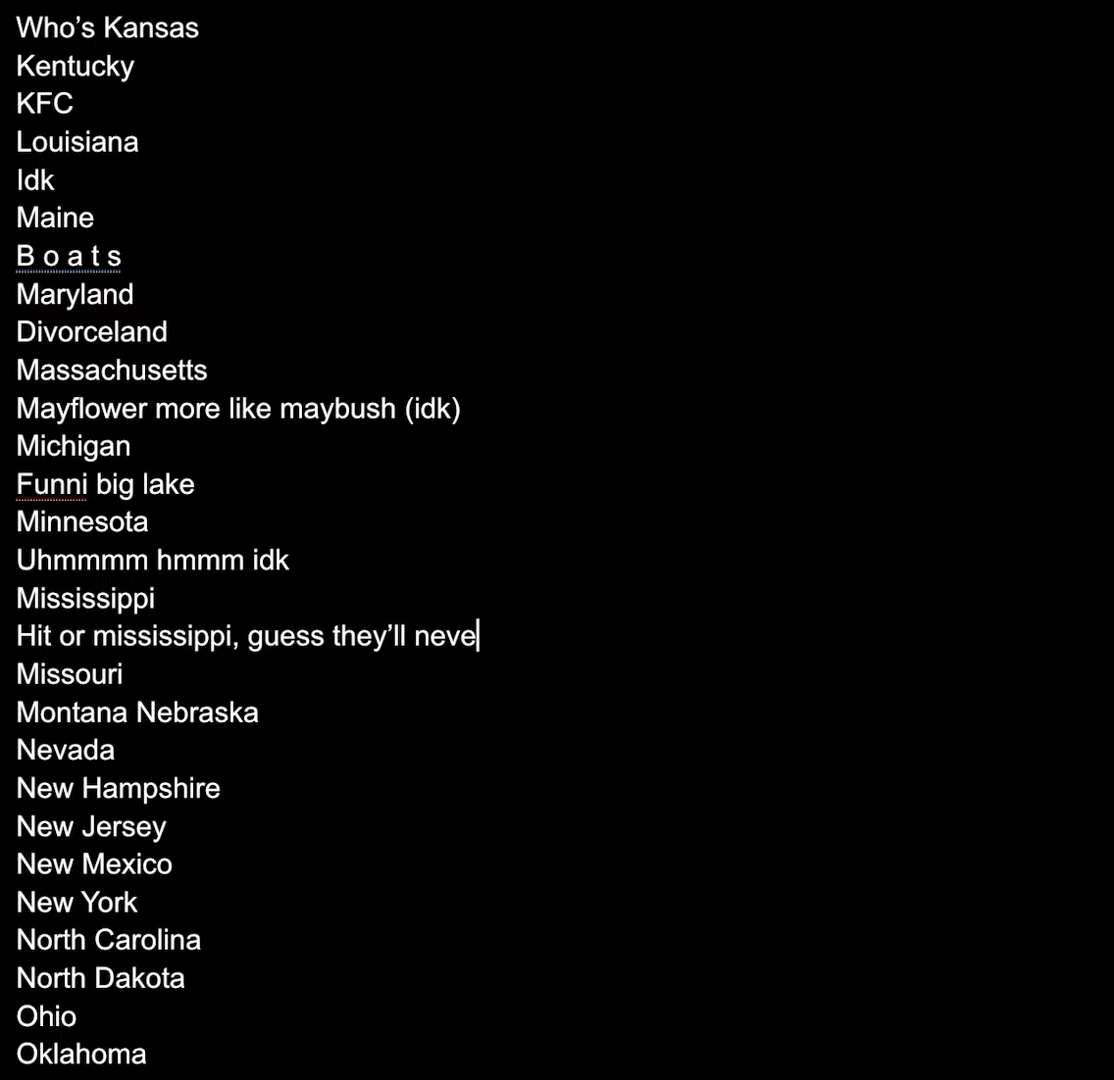 Who’s Kansas
Kentucky
KFC
Louisiana
Idk
Maine
B o a t s
Maryland
Divorceland
Massachusetts
Mayflower more like maybush (idk)
Michigan
Funni big lake
Minnesota
Uhmmmm hmmm idk
Mississippi
Hit or mississippi, guess they’ll neve
Missouri
Montana Nebraska
Nevada
New Hampshire
New Jersey
New Mexico
New York
North Carolina
North Dakota
Ohio
Oklahoma